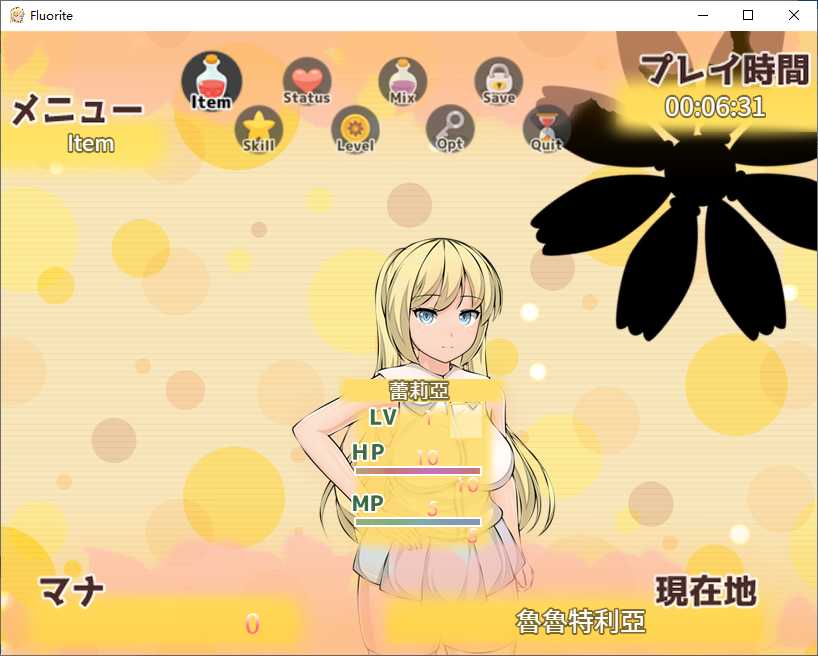 Fluorite
メニュー
Item
Item
Status
Mix
Save
Skill
Level
Opt
Quit
プレイ時間
00:06:31
蕾莉亞
LV 1
HP 10
10
MP 5
5
マナ
0
現在地
魯魯特利亞